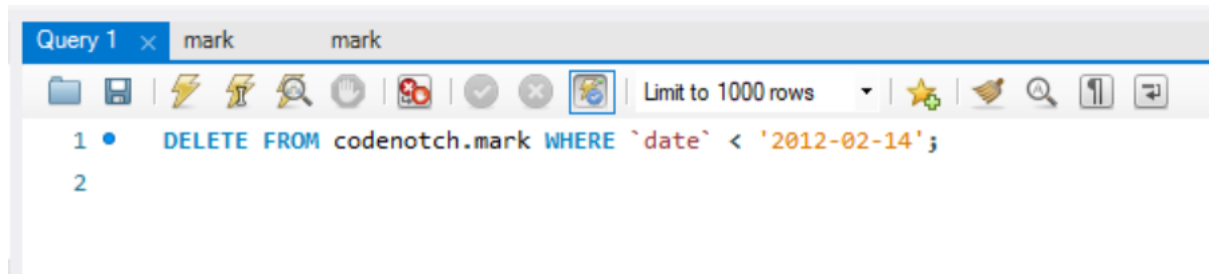 Query 1 × mark mark
Limit to 1000 rows
1 DELETE FROM codenotch.mark WHERE `date` < '2012-02-14';
2